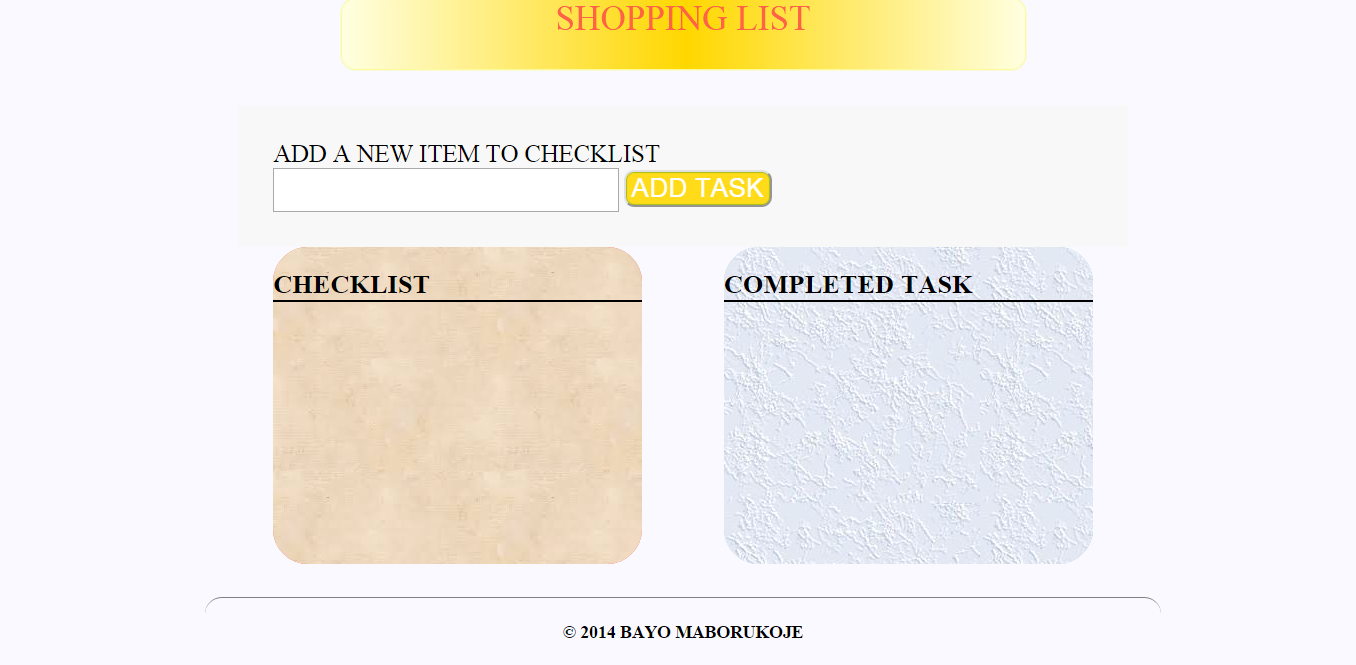 SHOPPING LIST
ADD A NEW ITEM TO CHECKLIST
ADD TASK
CHECKLIST
COMPLETED TASK
© 2014 BAYO MABORUKOJE